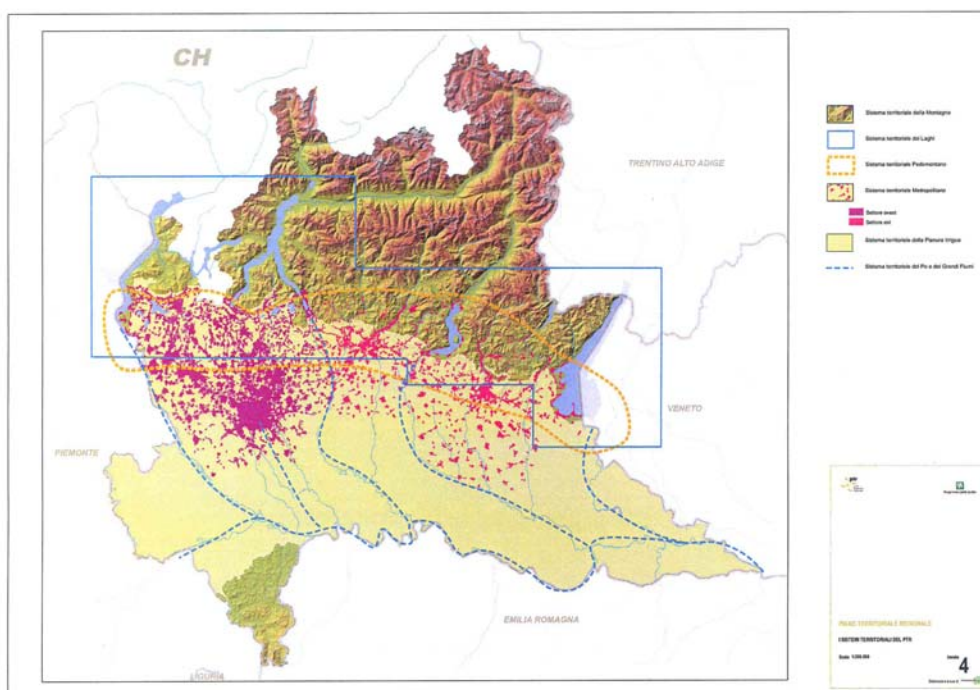 CH
TRENTINO ALTO ADIGE
VENETO
PIEMONTE
EMILIA ROMAGNA
LIGURIA
Sistema territoriale della Montagna
Sistema territoriale dei Laghi
Sistema territoriale Pedemontano
Sistema territoriale Metropolitano
Settore ovest
Settore est
Sistema territoriale della Pianura Irrigua
Sistema territoriale del Po e dei Grandi Fiumi
PIANO TERRITORIALE REGIONALE
I SISTEMI TERRITORIALI DEL PTR
Scala
4